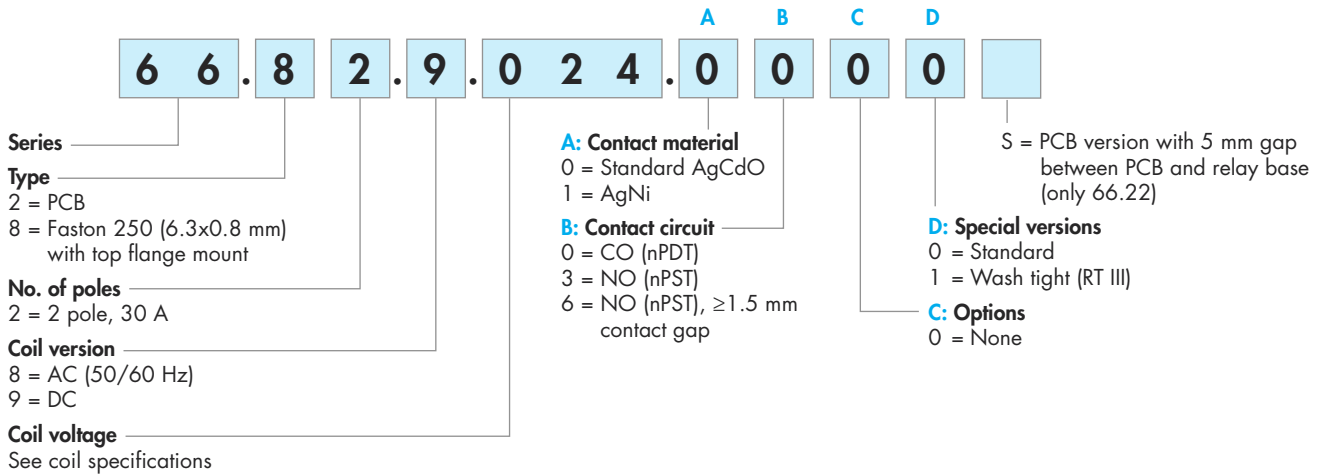 A B C D
6 6 . 8 2 . 9 . 0 2 4 . 0 0 0 0
Series
Type
2 = PCB
8 = Faston 250 (6.3x0.8 mm)
with top flange mount
No. of poles
2 = 2 pole, 30 A
Coil version
8 = AC (50/60 Hz)
9 = DC
Coil voltage
See coil specifications
A: Contact material
0 = Standard AgCdO
1 = AgNi
B: Contact circuit
0 = CO (nPDT)
3 = NO (nPST)
6 = NO (nPST), ≥1.5 mm
contact gap
S = PCB version with 5 mm gap
between PCB and relay base
(only 66.22)
D: Special versions
0 = Standard
1 = Wash tight (RT III)
C: Options
0 = None